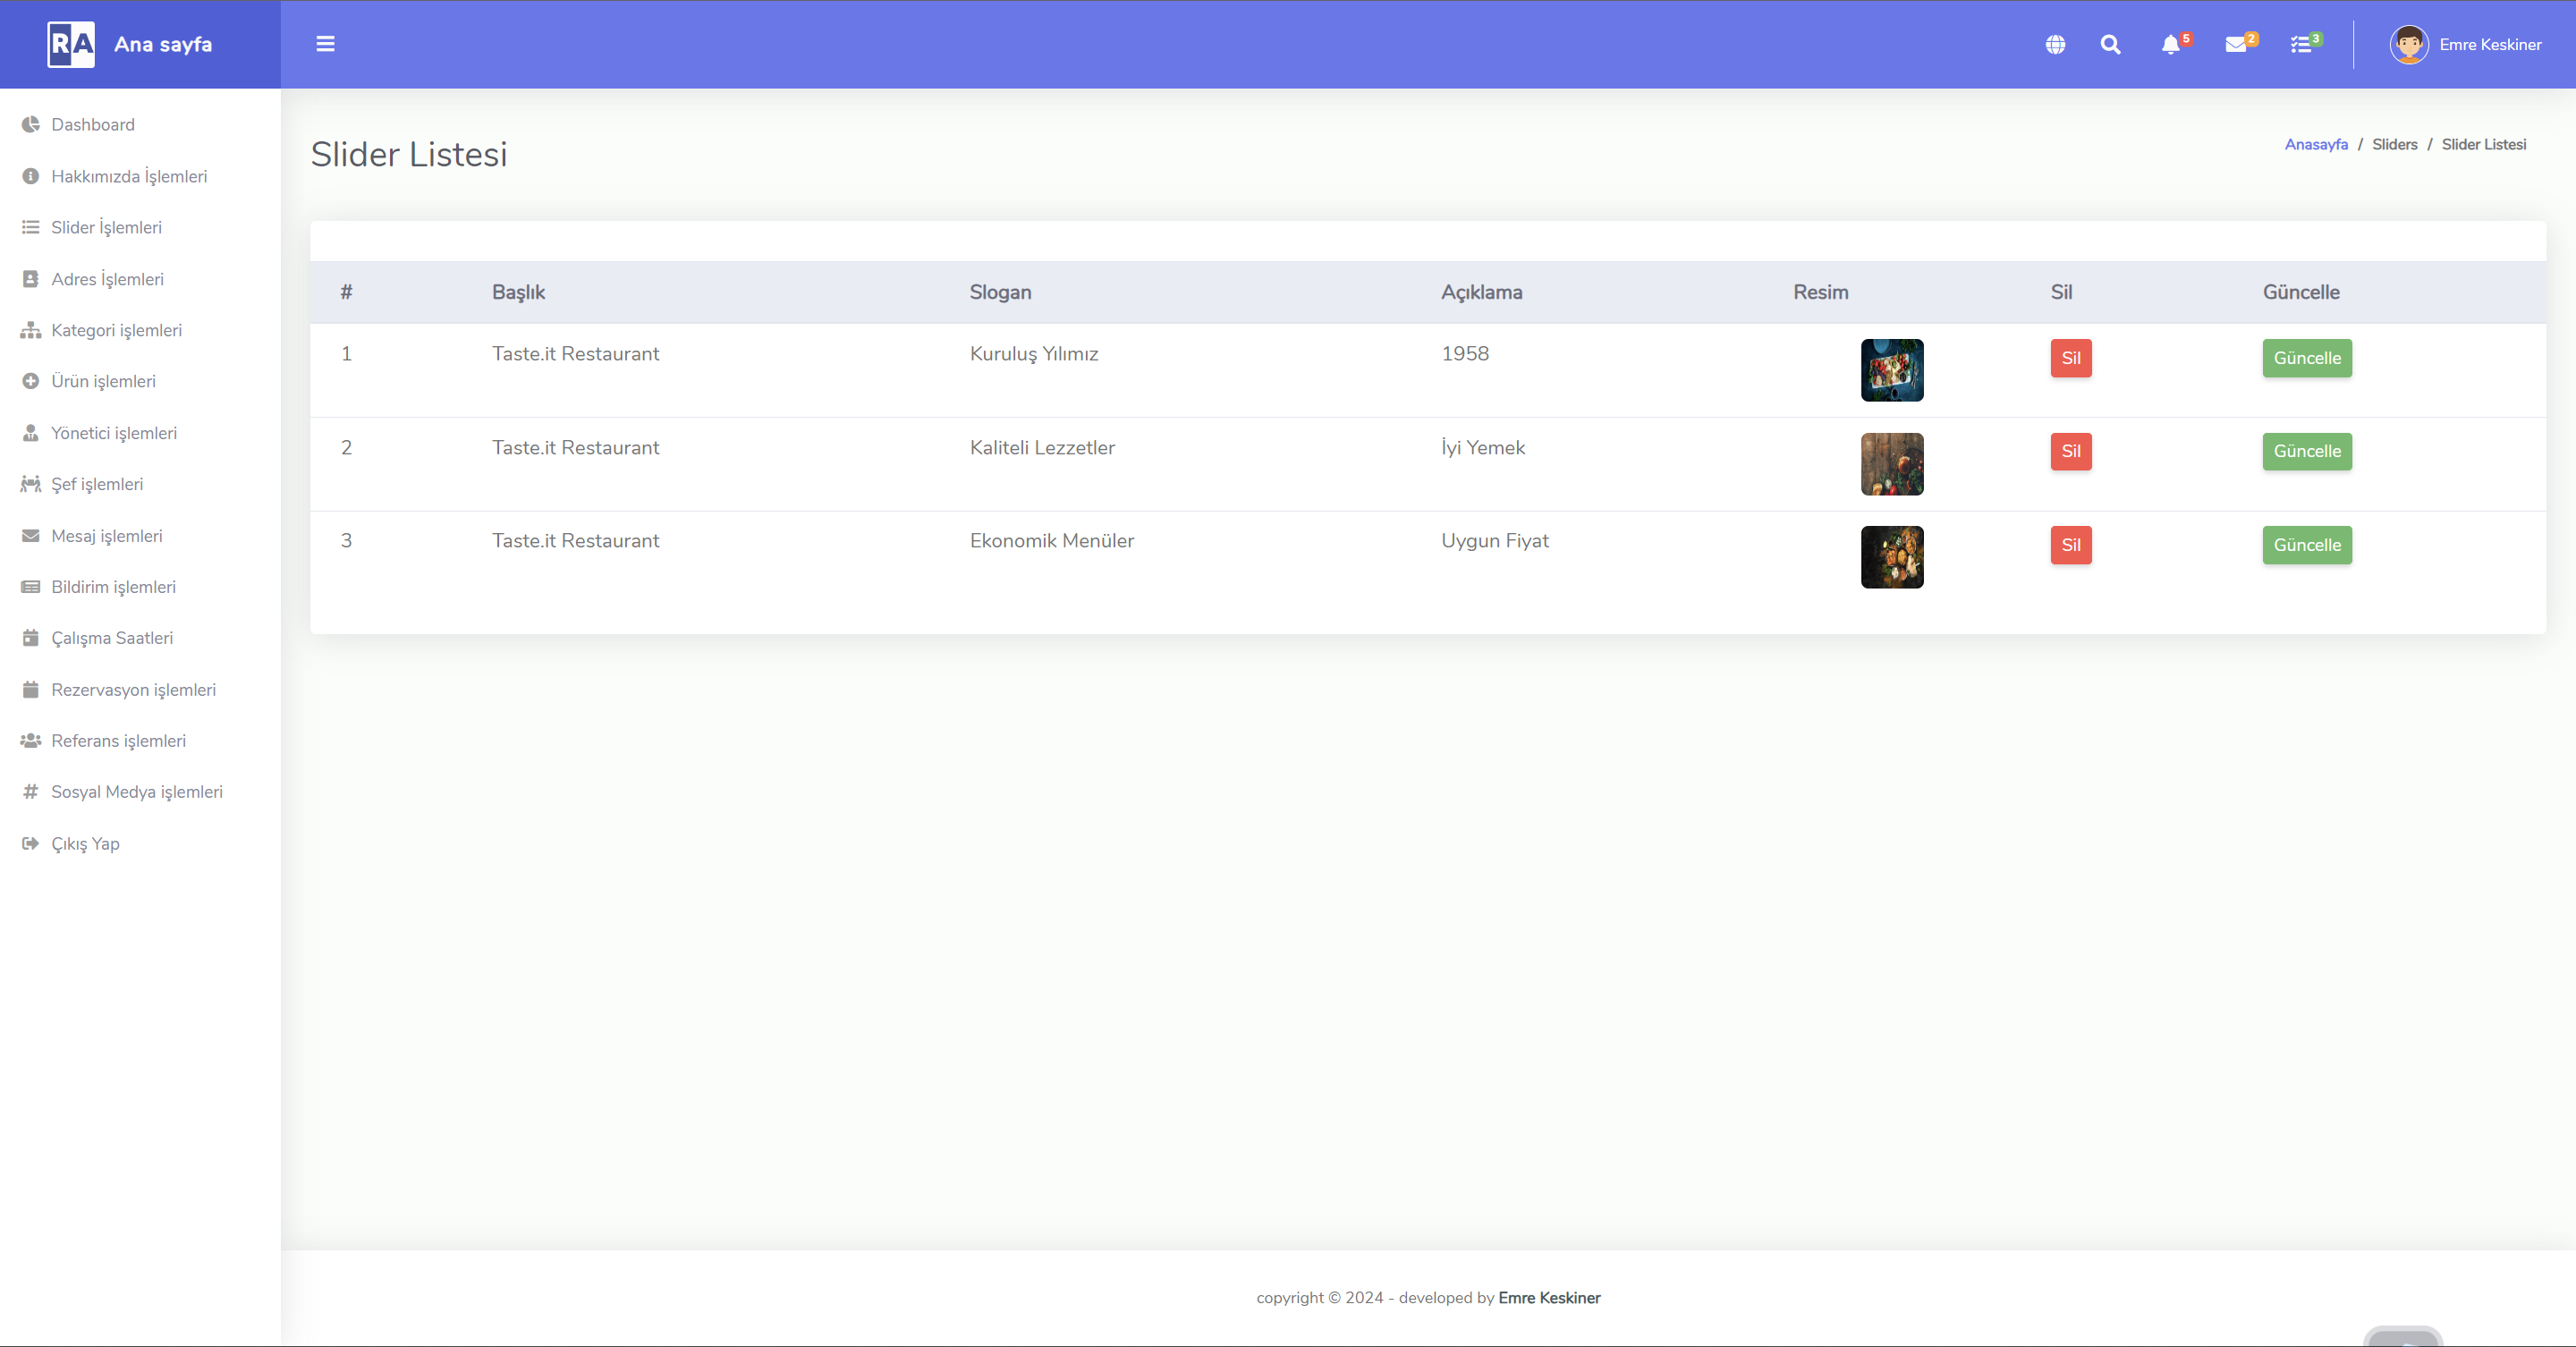 RA Ana sayfa
5 2 3 Emre Keskiner
Dashboard
Hakkımızda İşlemleri
Slider İşlemleri
Adres İşlemleri
Kategori işlemleri
Ürün işlemleri
Yönetici işlemleri
Şef işlemleri
Mesaj işlemleri
Bildirim işlemleri
Çalışma Saatleri
Rezervasyon işlemleri
Referans işlemleri
# Sosyal Medya işlemleri
Çıkış Yap
Slider Listesi
Anasayfa / Sliders / Slider Listesi
# Başlık Slogan Açıklama Resim Sil Güncelle
1 Taste.it Restaurant Kuruluş Yılımız 1958 Sil Güncelle
2 Taste.it Restaurant Kaliteli Lezzetler İyi Yemek Sil Güncelle
3 Taste.it Restaurant Ekonomik Menüler Uygun Fiyat Sil Güncelle
copyright © 2024 - developed by Emre Keskiner